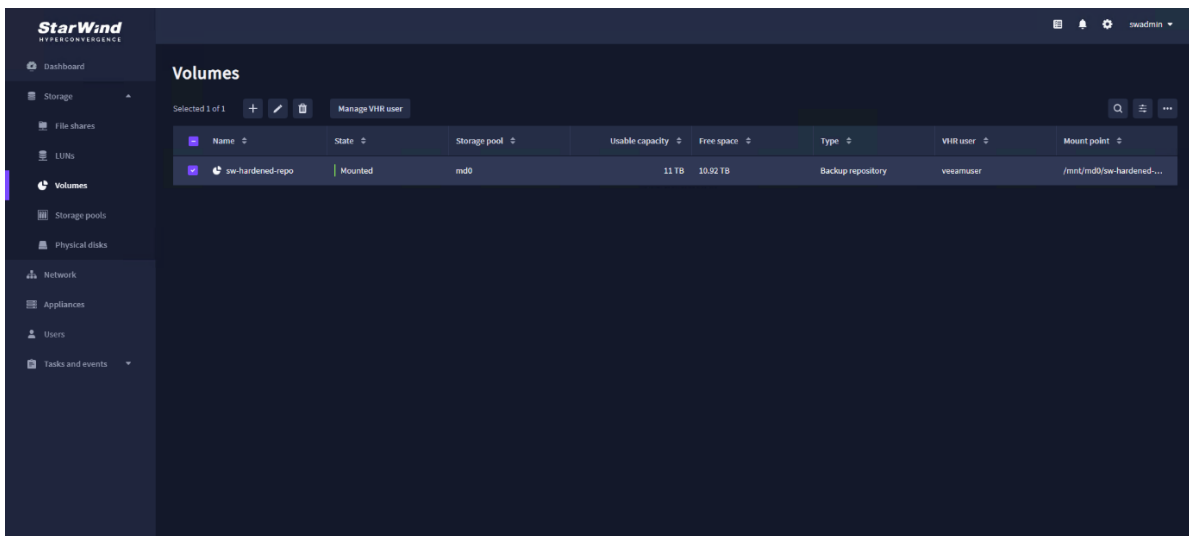 StarWind
HYPERCONVERGENCE
swadmin
Dashboard
Storage
File shares
LUNs
Volumes
Storage pools
Physical disks
Network
Appliances
Users
Tasks and events
Volumes
Selected 1 of 1
Manage VHR user
Name State Storage pool Usable capacity Free space Type VHR user Mount point
sw-hardened-repo Mounted md0 11 TB 10.92 TB Backup repository veeamuser /mnt/md0/sw-hardened-...